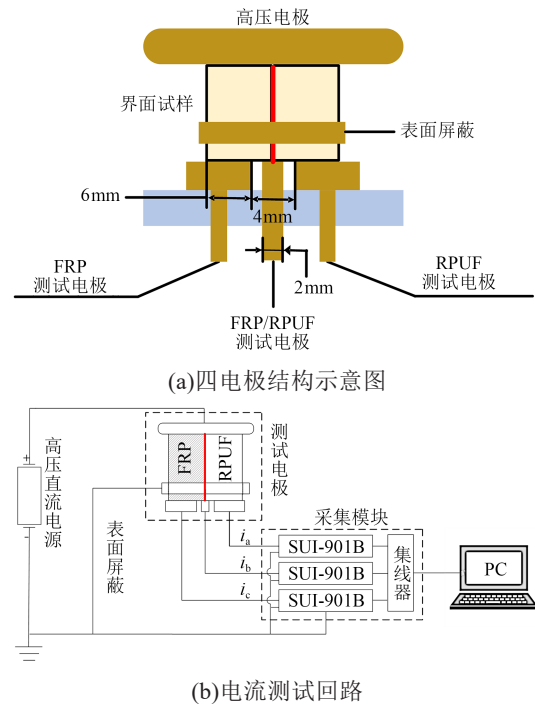 高压电极
界面试样
表面屏蔽
6mm
4mm
2mm
FRP
测试电极
RPUF
测试电极
FRP/RPUF
测试电极
(a)四电极结构示意图
高压直流电源
+
-
表面屏蔽
FRP
RPUF
测试电极
采集模块
ia
SUI-901B
ib
SUI-901B
ic
SUI-901B
集线器
PC
(b)电流测试回路